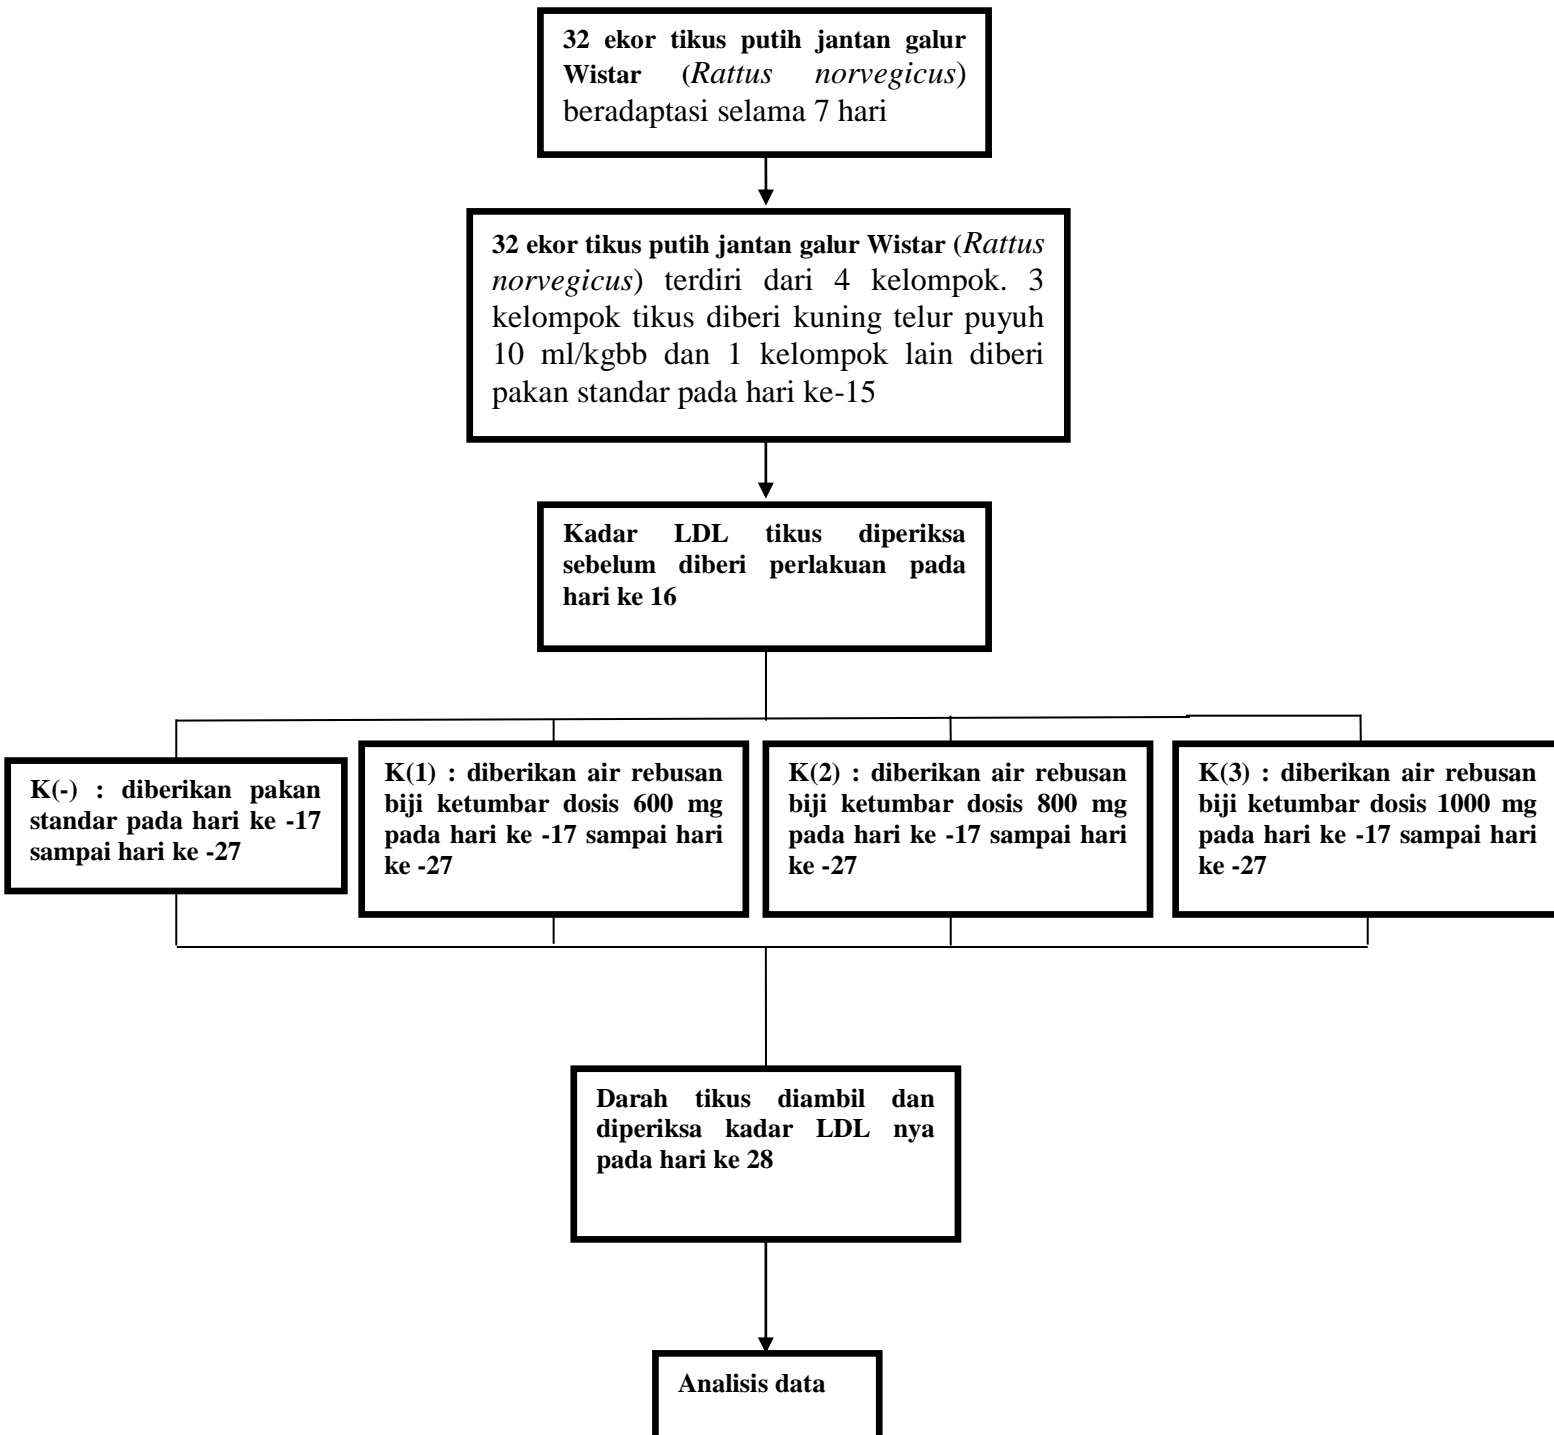 32 ekor tikus putih jantan galur
Wistar (Rattus norvegicus)
beradaptasi selama 7 hari
32 ekor tikus putih jantan galur Wistar (Rattus
norvegicus) terdiri dari 4 kelompok. 3
kelompok tikus diberi kuning telur puyuh
10 ml/kgbb dan 1 kelompok lain diberi
pakan standar pada hari ke-15
Kadar LDL tikus diperiksa
sebelum diberi perlakuan pada
hari ke 16
K(-) : diberikan pakan
standar pada hari ke -17
sampai hari ke -27
K(1) : diberikan air rebusan
biji ketumbar dosis 600 mg
pada hari ke -17 sampai hari
ke -27
K(2) : diberikan air rebusan
biji ketumbar dosis 800 mg
pada hari ke -17 sampai hari
ke -27
K(3) : diberikan air rebusan
biji ketumbar dosis 1000 mg
pada hari ke -17 sampai hari
ke -27
Darah tikus diambil dan
diperiksa kadar LDL nya
pada hari ke 28
Analisis data